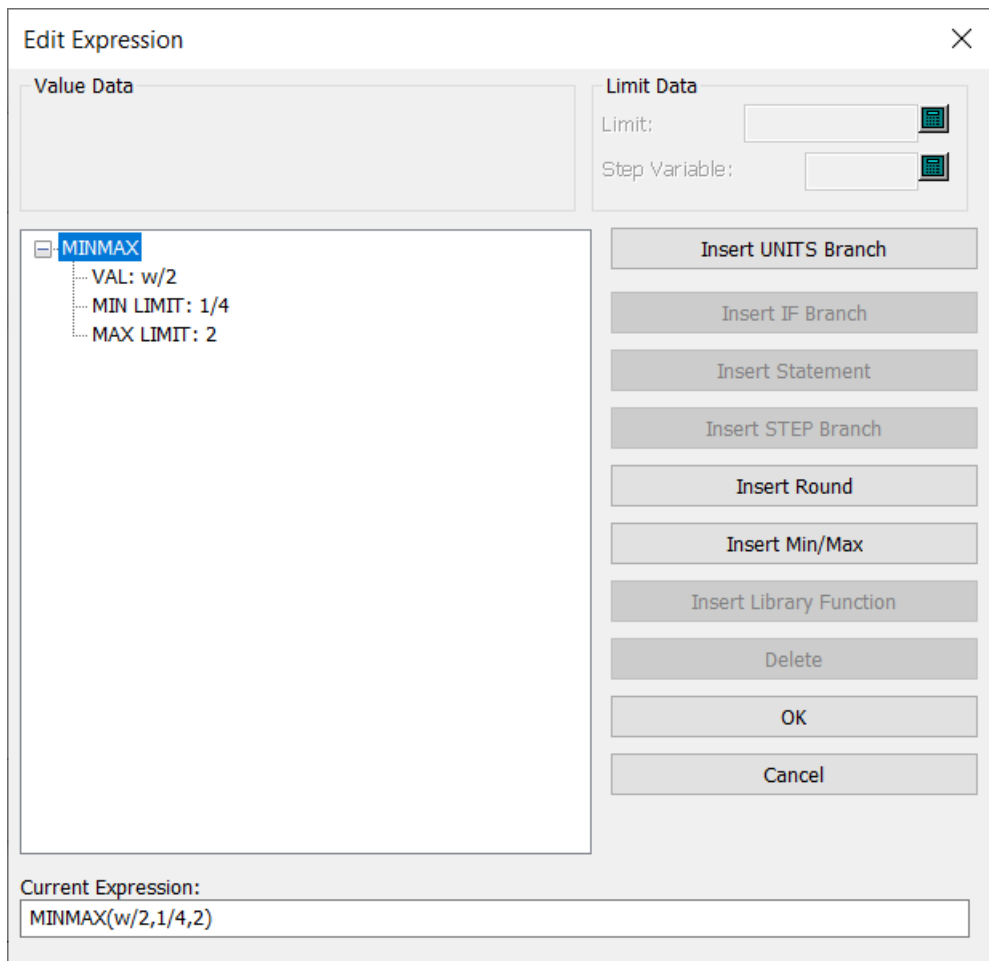 Edit Expression
Value Data
Limit Data
Limit:
Step Variable:
MINMAX
VAL: w/2
MIN LIMIT: 1/4
MAX LIMIT: 2
Insert UNITS Branch
Insert IF Branch
Insert Statement
Insert STEP Branch
Insert Round
Insert Min/Max
Insert Library Function
Delete
OK
Cancel
Current Expression:
MINMAX(w/2,1/4,2)